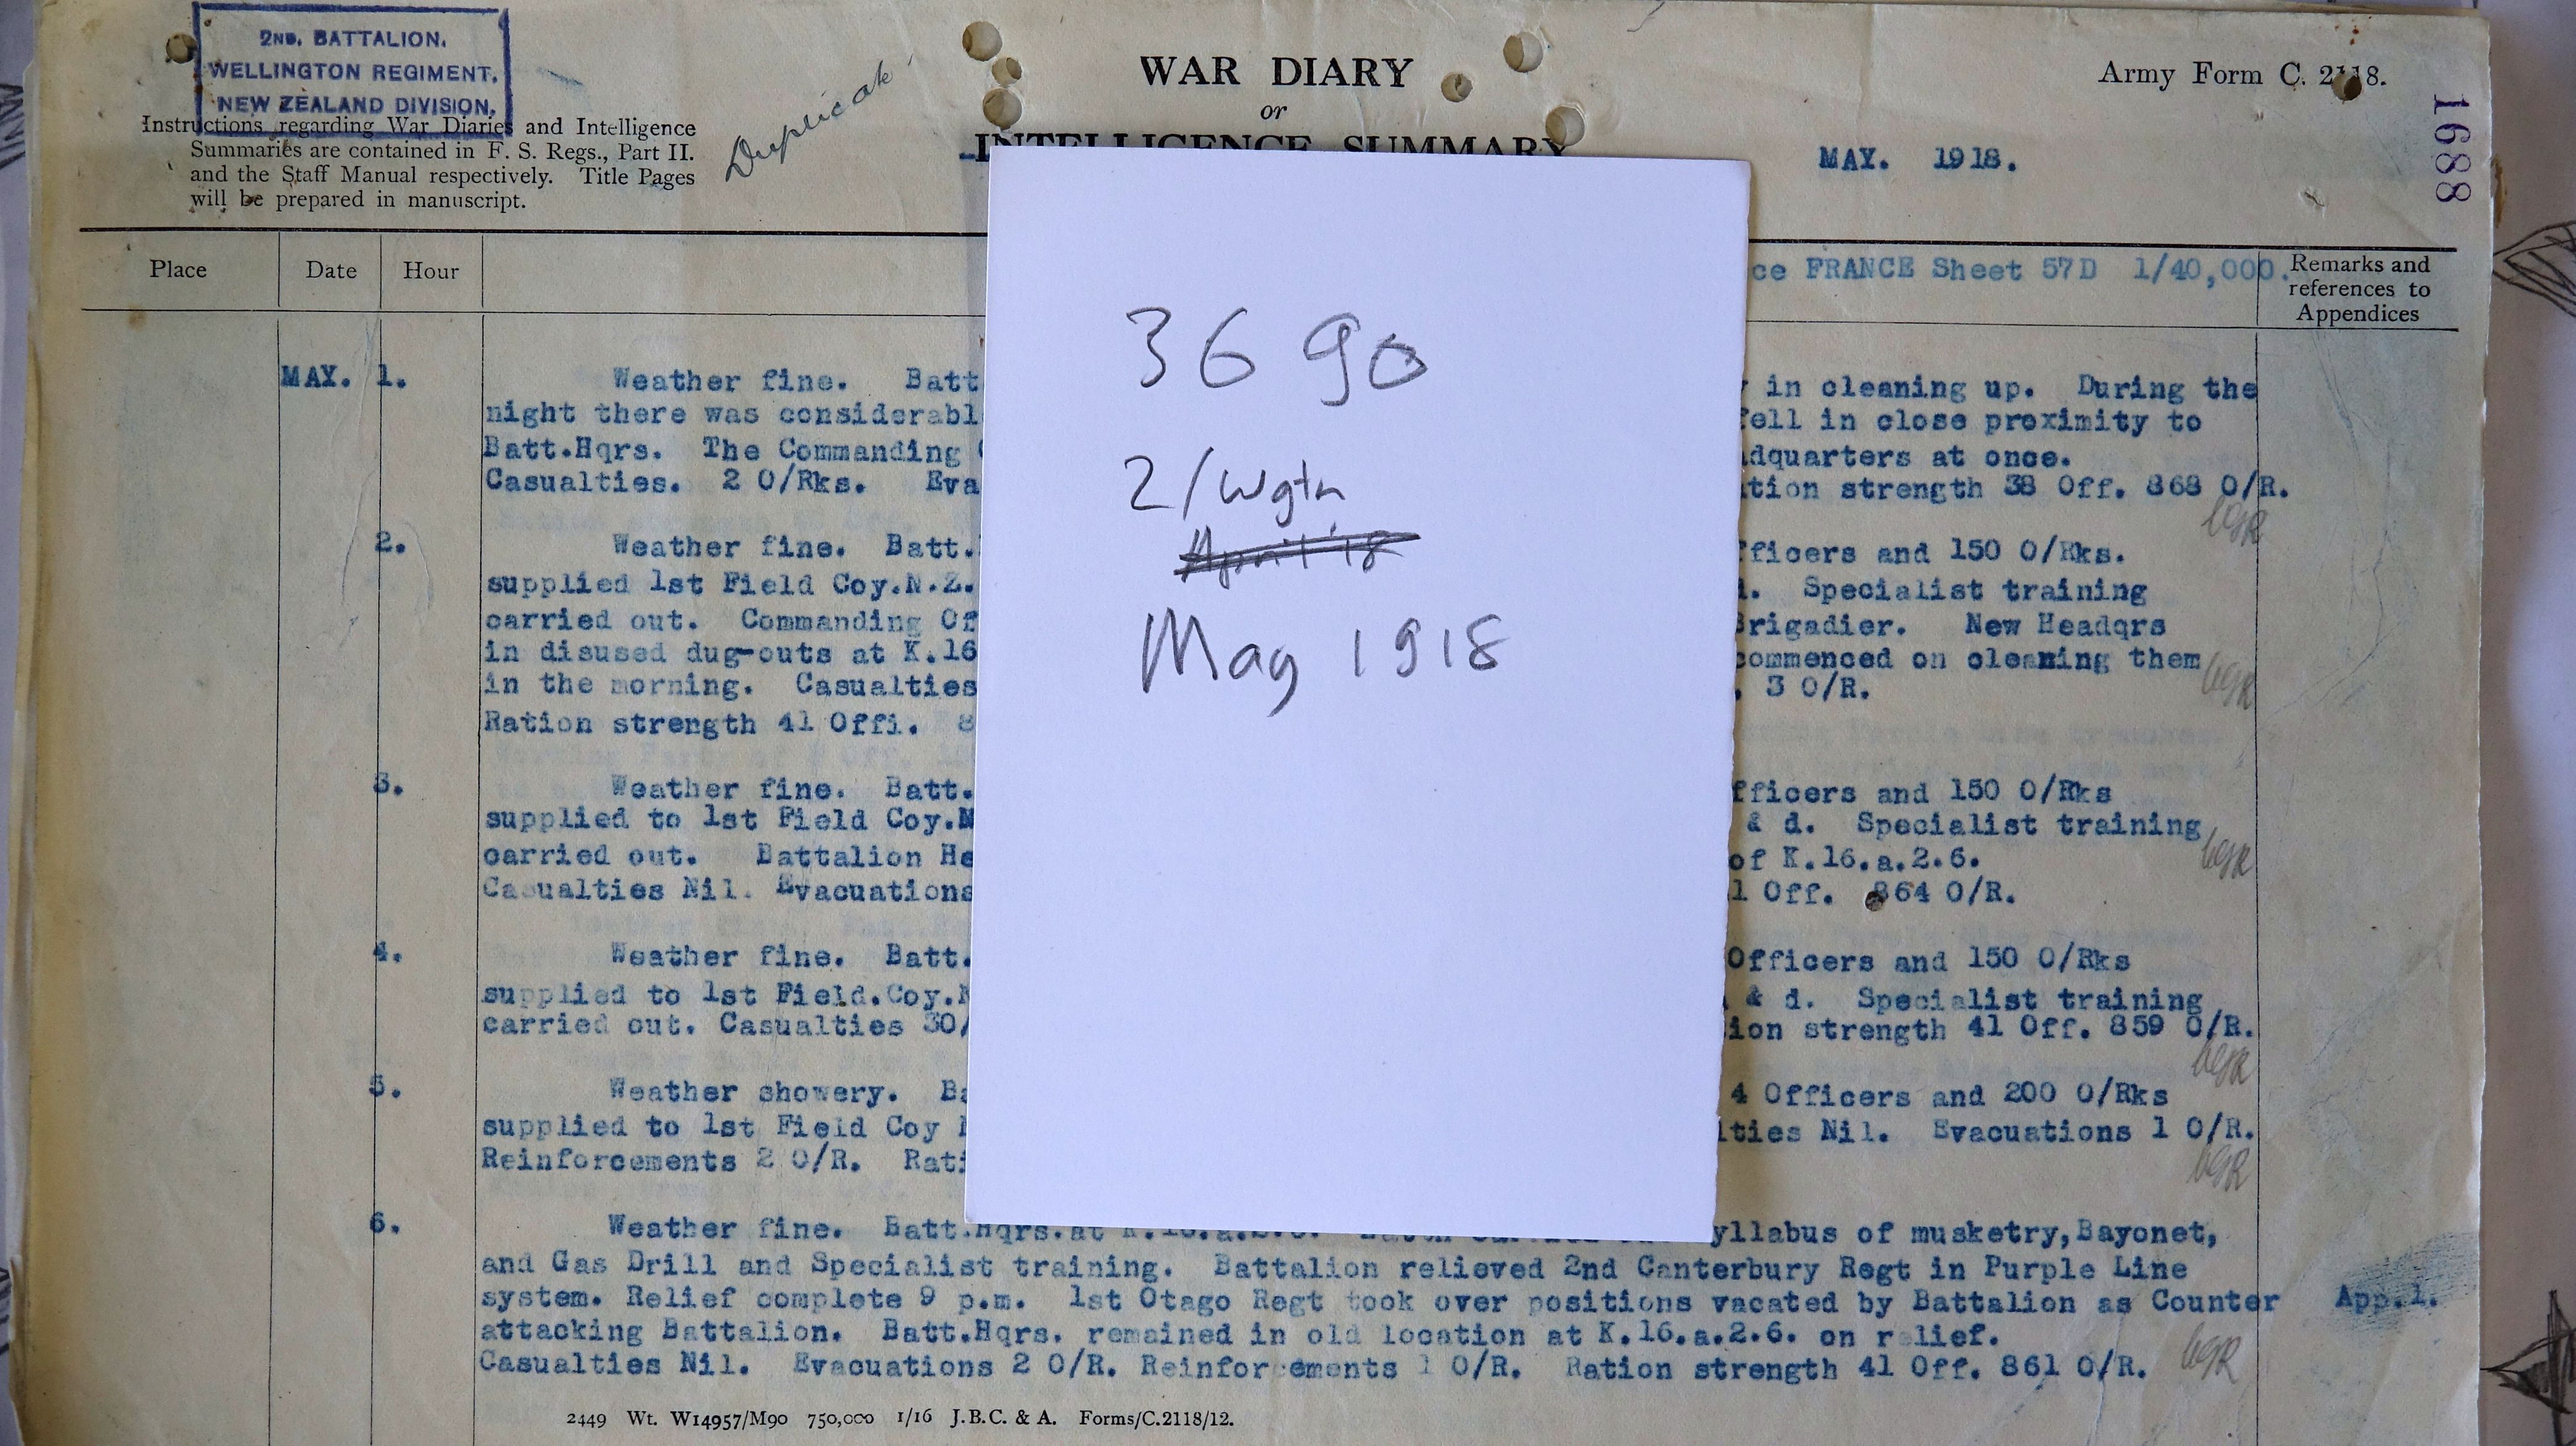 2ND. BATTALION.
WELLINGTON REGIMENT.
NEW ZEALAND DIVISION.
Instructions regarding War Diaries and Intelligence
Summaries are contained in F. S. Regs., Part II.
and the Staff Manual respectively. Title Pages
will be prepared in manuscript.
Duplicate
WAR DIARY
or
INTELLIGENCE SUMMARY
Army Form C. 2118.
MAY. 1918.
1688
Place Date Hour
ce FRANCE Sheet 57D 1/40,000.
Remarks and
references to
Appendices
3690
2/Wgtn
April '18
May 1918
MAY. 1. Weather fine. Batt in cleaning up. During the
night there was considerabl fell in close proximity to
Batt.Hqrs. The Commanding adquarters at once.
Casualties. 2 O/Rks. Eva tion strength 38 Off. 868 O/R.
2. Weather fine. Batt. fficers and 150 O/Rks.
supplied 1st Field Coy.N.Z. Specialist training
carried out. Commanding Of Brigadier. New Headqrs
in disused dug-outs at K.16 commenced on cleaning them
in the morning. Casualties 3 O/R.
Ration strength 41 Offi. 8
3. Weather fine. Batt. fficers and 150 O/Rks
supplied to 1st Field Coy.N & d. Specialist training
carried out. Battalion He of K.16.a.2.6.
Casualties Nil. Evacuations 1 Off. 864 O/R.
4. Weather fine. Batt. Officers and 150 O/Rks
supplied to 1st Field.Coy.N & d. Specialist training
carried out. Casualties 30/ ion strength 41 Off. 859 O/R.
5. Weather showery. Ba 4 Officers and 200 O/Rks
supplied to 1st Field Coy lties Nil. Evacuations 1 O/R.
Reinforcements 2 O/R. Rati
6. Weather fine. Batt.Hqrs.at yllabus of musketry,Bayonet,
and Gas Drill and Specialist training. Battalion relieved 2nd Canterbury Regt in Purple Line
system. Relief complete 9 p.m. 1st Otago Regt took over positions vacated by Battalion as Counter App.1.
attacking Battalion. Batt.Hqrs. remained in old location at K.16.a.2.6. on relief.
Casualties Nil. Evacuations 2 O/R. Reinforcements 1 O/R. Ration strength 41 Off. 861 O/R.
2449 Wt. W14957/M90 750,000 1/16 J.B.C. & A. Forms/C.2118/12.